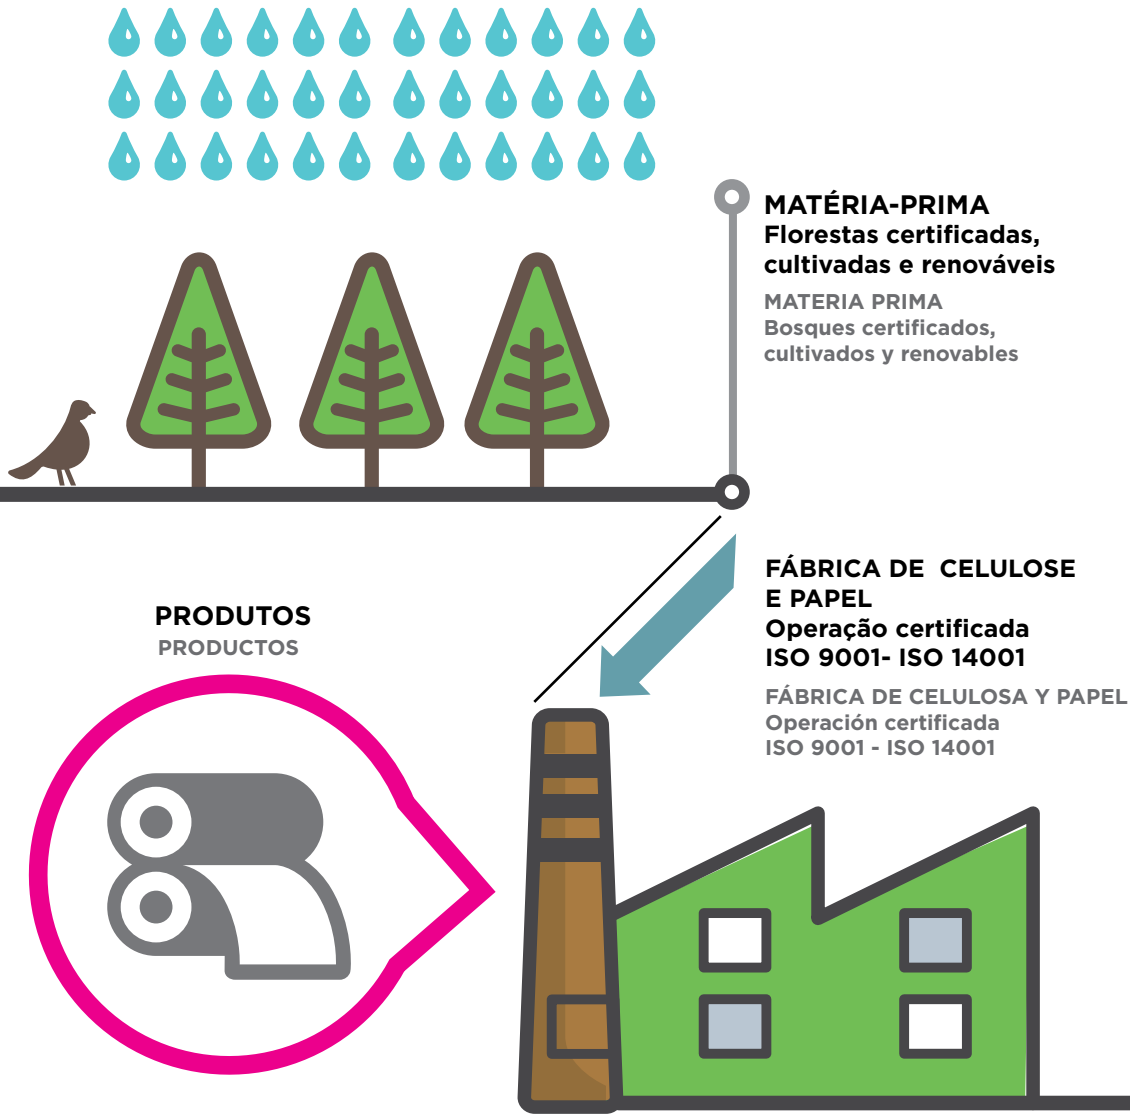 MATÉRIA-PRIMA
Florestas certificadas,
cultivadas e renováveis
MATERIA PRIMA
Bosques certificados,
cultivados y renovables
FÁBRICA DE CELULOSE
E PAPEL
Operação certificada
ISO 9001- ISO 14001
FÁBRICA DE CELULOSA Y PAPEL
Operación certificada
ISO 9001 - ISO 14001
PRODUTOS
PRODUCTOS